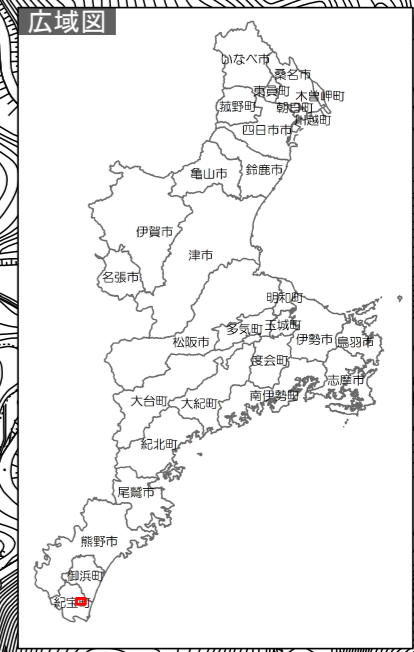 広域図
いなべ市
桑名市
東員町
木曽岬町
菰野町
朝日町
川越町
四日市市
亀山市
鈴鹿市
伊賀市
津市
名張市
明和町
多気町
玉城町
松阪市
伊勢市
鳥羽市
度会町
志摩市
大台町
大紀町
南伊勢町
紀北町
尾鷲市
熊野市
御浜町
紀宝町